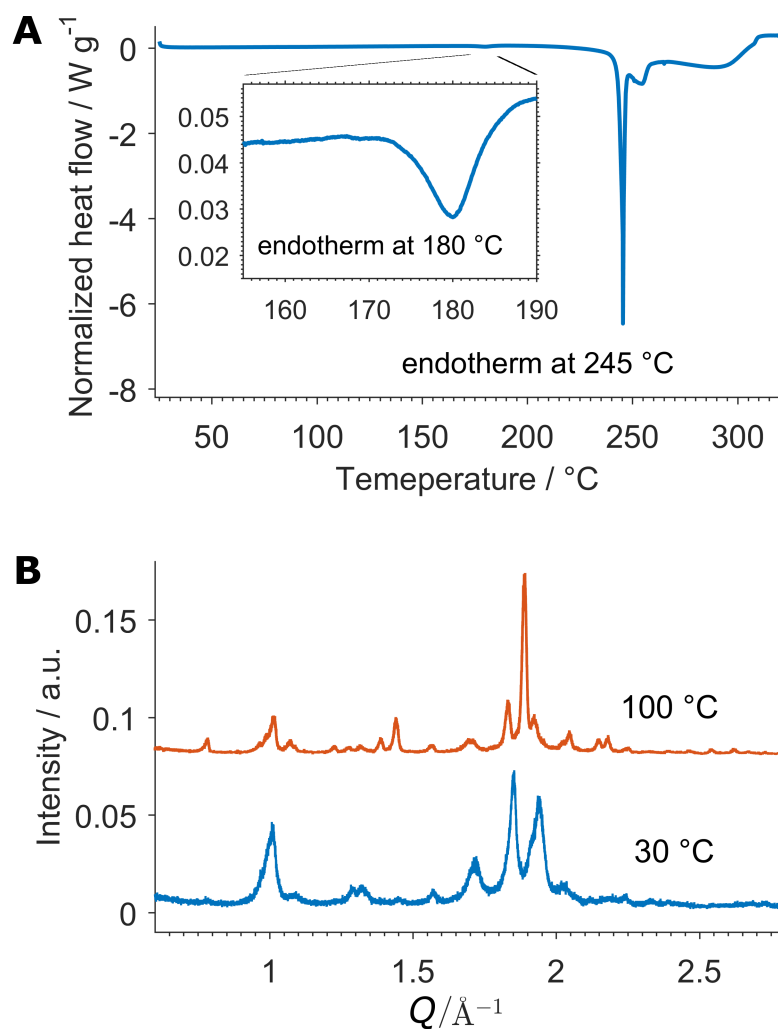 A
Normalized heat flow / W g⁻¹
0
-2
-4
-6
-8
0.05
0.04
0.03
0.02
endotherm at 180 °C
160 170 180 190
endotherm at 245 °C
50 100 150 200 250 300
Temeperature / °C
B
Intensity / a.u.
0.15
0.1
0.05
0
100 °C
30 °C
1 1.5 2 2.5
Q/Å⁻¹